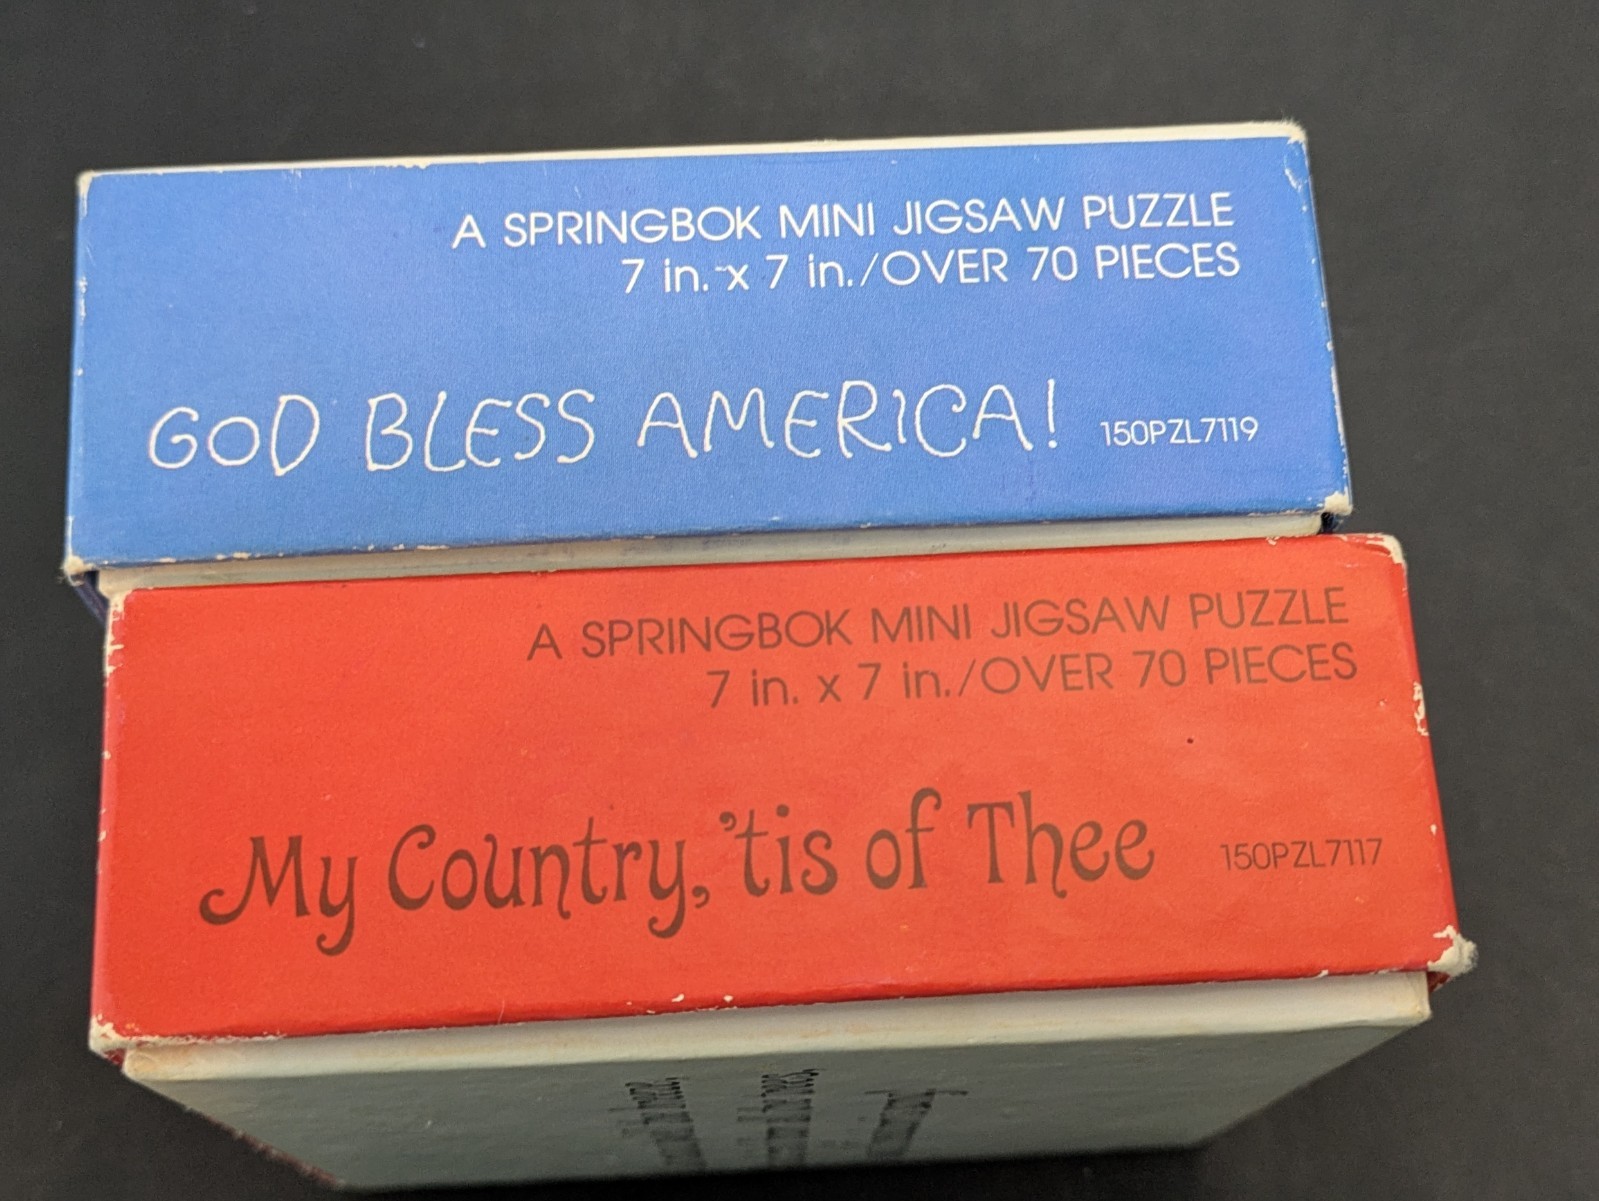 A SPRINGBOK MINI JIGSAW PUZZLE
7 in. x 7 in./OVER 70 PIECES
GOD BLESS AMERICA! 150PZL7119
A SPRINGBOK MINI JIGSAW PUZZLE
7 in. x 7 in./OVER 70 PIECES
My Country, 'tis of Thee 150PZL7117